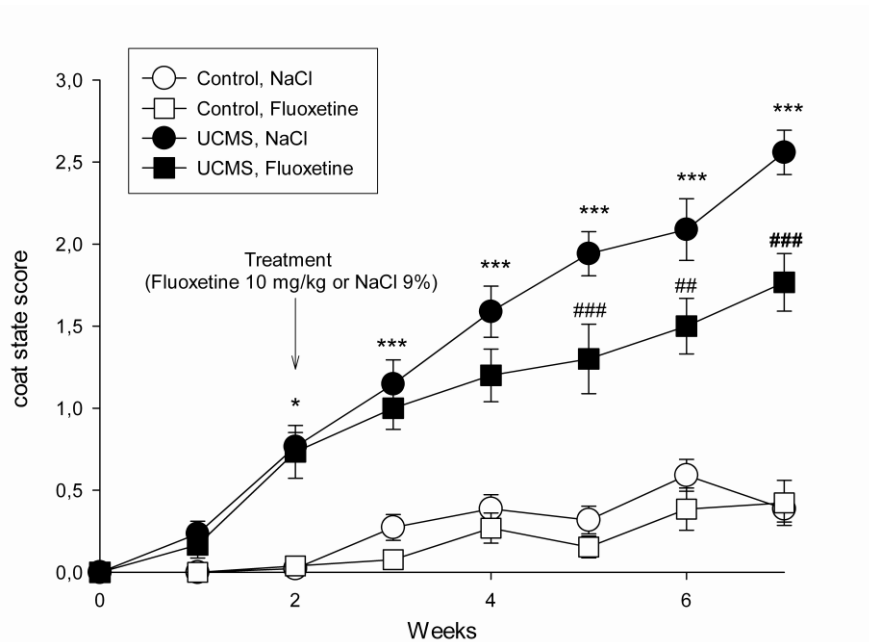 Control, NaCl
Control, Fluoxetine
UCMS, NaCl
UCMS, Fluoxetine
3,0
2,5
2,0
1,5
1,0
0,5
0,0
coat state score
Treatment
(Fluoxetine 10 mg/kg or NaCl 9%)
*
***
***
***
***
***
###
##
###
0
2
4
6
Weeks